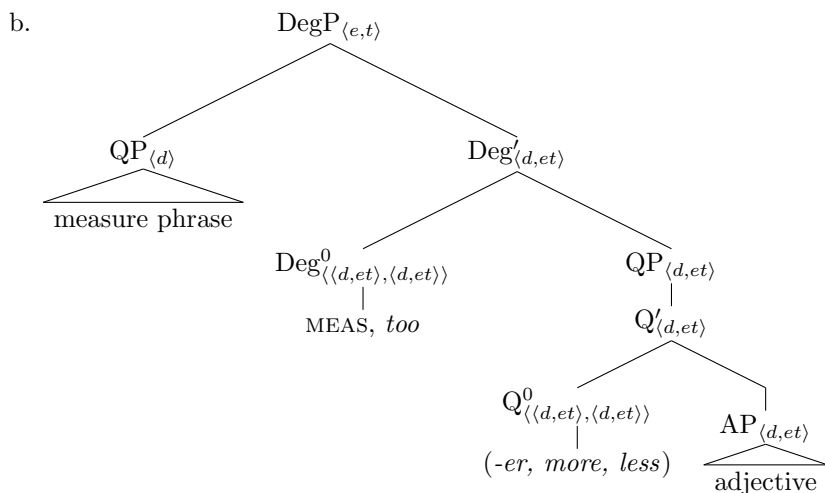 b.
DegP⟨e,t⟩
QP⟨d⟩ Deg′⟨d,et⟩
measure phrase
Deg⁰⟨⟨d,et⟩,⟨d,et⟩⟩ QP⟨d,et⟩
MEAS, too Q′⟨d,et⟩
Q⁰⟨⟨d,et⟩,⟨d,et⟩⟩ AP⟨d,et⟩
(-er, more, less) adjective